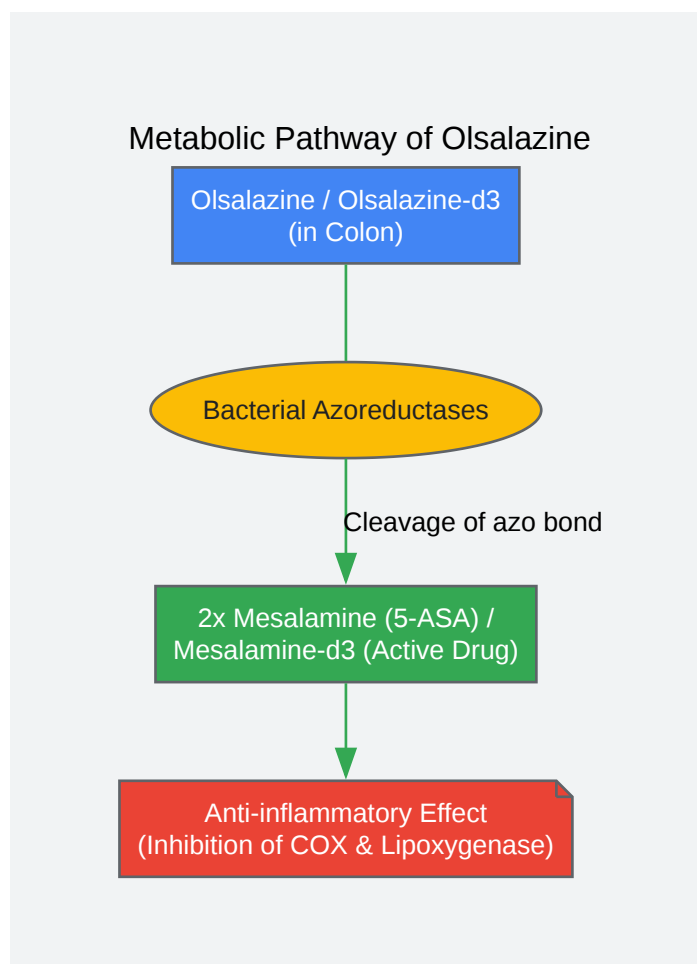 Metabolic Pathway of Olsalazine
Olsalazine / Olsalazine-d3
(in Colon)
Bacterial Azoreductases
Cleavage of azo bond
2x Mesalamine (5-ASA) /
Mesalamine-d3 (Active Drug)
Anti-inflammatory Effect
(Inhibition of COX & Lipoxygenase)